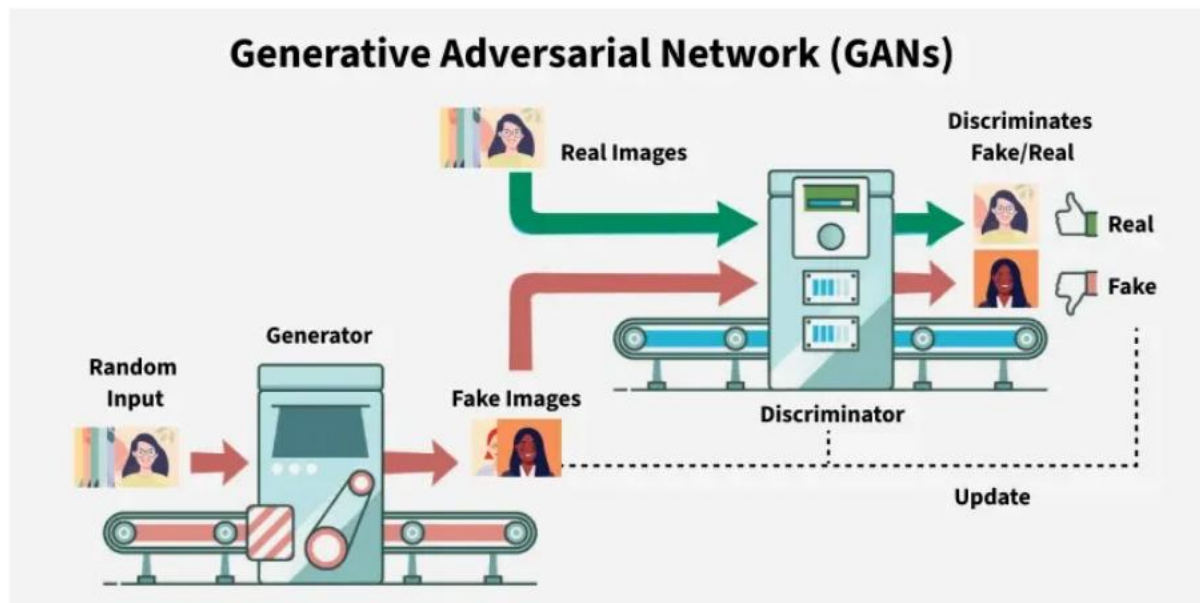 Generative Adversarial Network (GANs)
Real Images
Discriminates
Fake/Real
Real
Fake
Generator
Random
Input
Fake Images
Discriminator
Update